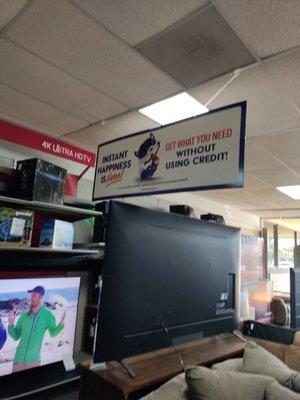 4K Ultra HDTV
INSTANT
HAPPINESS
IS Here!
GET WHAT YOU NEED
WITHOUT
USING CREDIT!